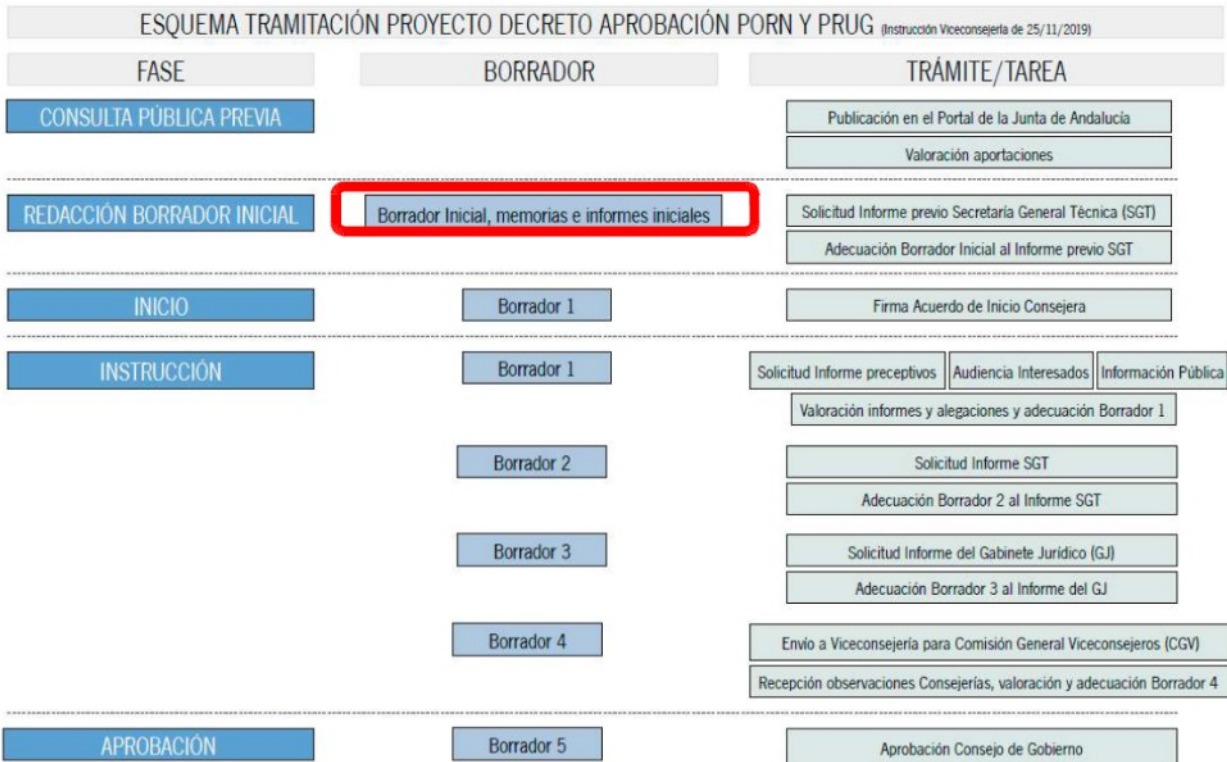 ESQUEMA TRAMITACIÓN PROYECTO DECRETO APROBACIÓN PORN Y PRUG (Instrucción Viceconsejería de 25/11/2019)
FASE BORRADOR TRÁMITE/TAREA
CONSULTA PÚBLICA PREVIA Publicación en el Portal de la Junta de Andalucía
Valoración aportaciones
REDACCIÓN BORRADOR INICIAL Borrador Inicial, memorias e informes iniciales Solicitud Informe previo Secretaría General Técnica (SGT)
Adecuación Borrador Inicial al Informe previo SGT
INICIO Borrador 1 Firma Acuerdo de Inicio Consejera
INSTRUCCIÓN Borrador 1 Solicitud Informe preceptivos Audiencia Interesados Información Pública
Valoración informes y alegaciones y adecuación Borrador 1
Borrador 2 Solicitud Informe SGT
Adecuación Borrador 2 al Informe SGT
Borrador 3 Solicitud Informe del Gabinete Jurídico (GJ)
Adecuación Borrador 3 al Informe del GJ
Borrador 4 Envío a Viceconsejería para Comisión General Viceconsejeros (CGV)
Recepción observaciones Consejerías, valoración y adecuación Borrador 4
APROBACIÓN Borrador 5 Aprobación Consejo de Gobierno